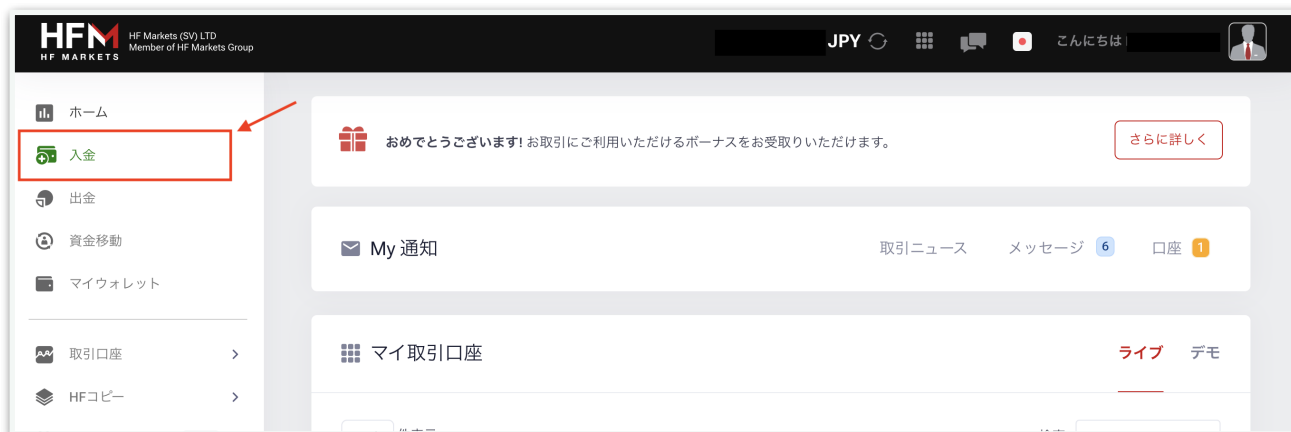 HFM
HF MARKETS
HF Markets (SV) LTD
Member of HF Markets Group
JPY
こんにちは
ホーム
入金
出金
資金移動
マイウォレット
取引口座
HFコピー
おめでとうございます! お取引にご利用いただけるボーナスをお受取りいただけます。
さらに詳しく
My 通知
取引ニュース
メッセージ 6
口座 1
マイ取引口座
ライブ
デモ